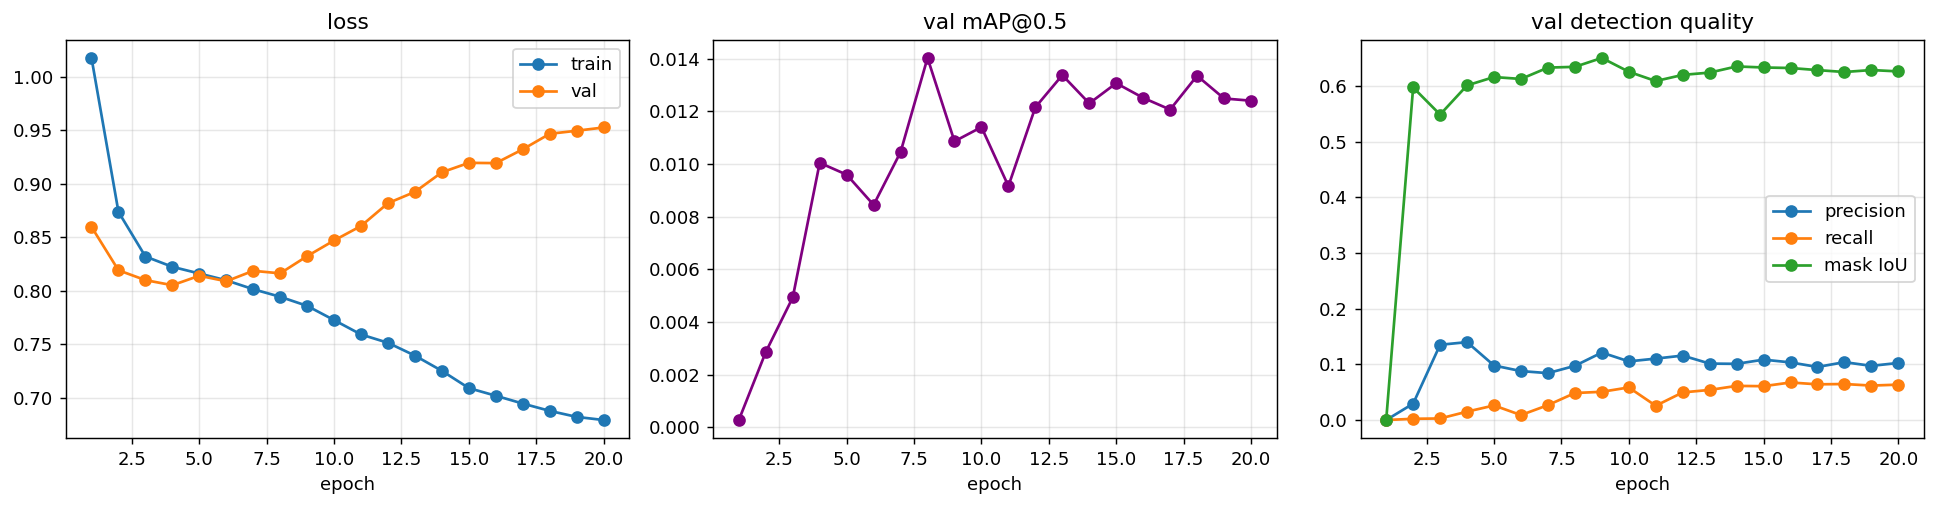 loss
train
val
1.00
0.95
0.90
0.85
0.80
0.75
0.70
2.5 5.0 7.5 10.0 12.5 15.0 17.5 20.0
epoch
val mAP@0.5
0.014
0.012
0.010
0.008
0.006
0.004
0.002
0.000
2.5 5.0 7.5 10.0 12.5 15.0 17.5 20.0
epoch
val detection quality
precision
recall
mask IoU
0.6
0.5
0.4
0.3
0.2
0.1
0.0
2.5 5.0 7.5 10.0 12.5 15.0 17.5 20.0
epoch